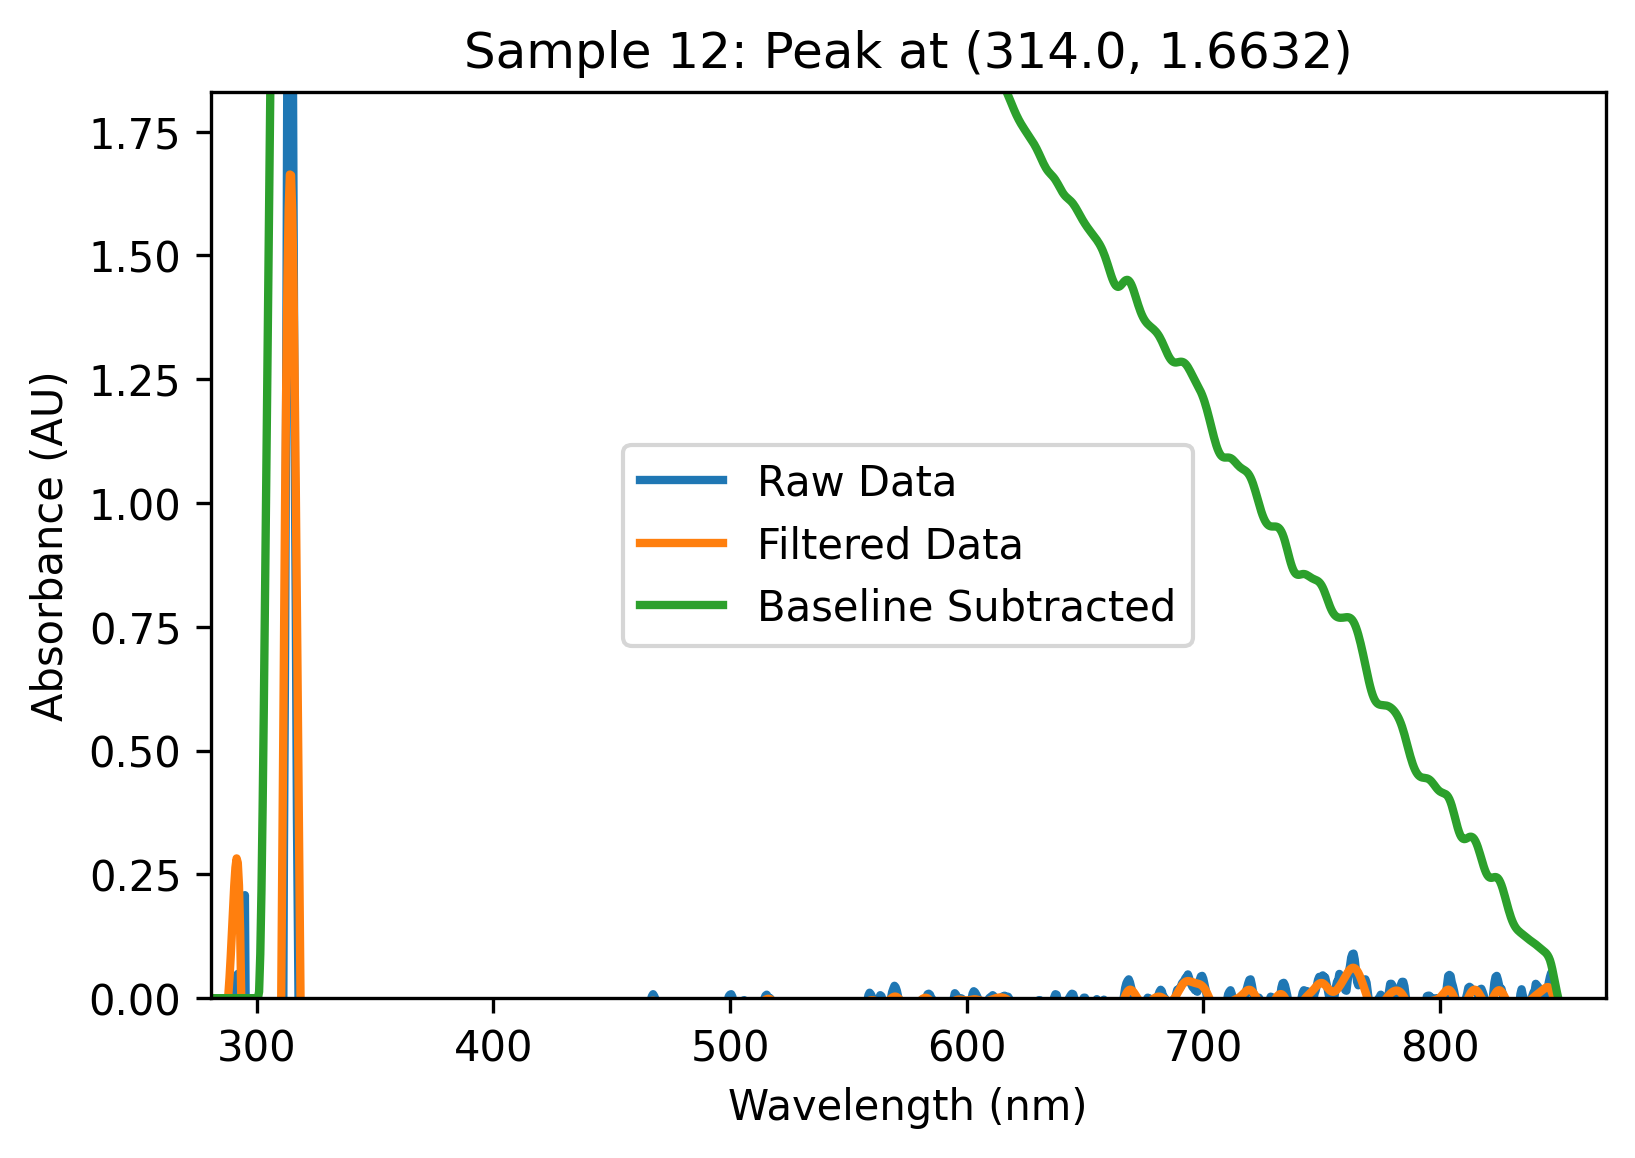 Sample 12: Peak at (314.0, 1.6632)
1.75
1.50
1.25
1.00
0.75
0.50
0.25
0.00
Absorbance (AU)
Raw Data
Filtered Data
Baseline Subtracted
300 400 500 600 700 800
Wavelength (nm)